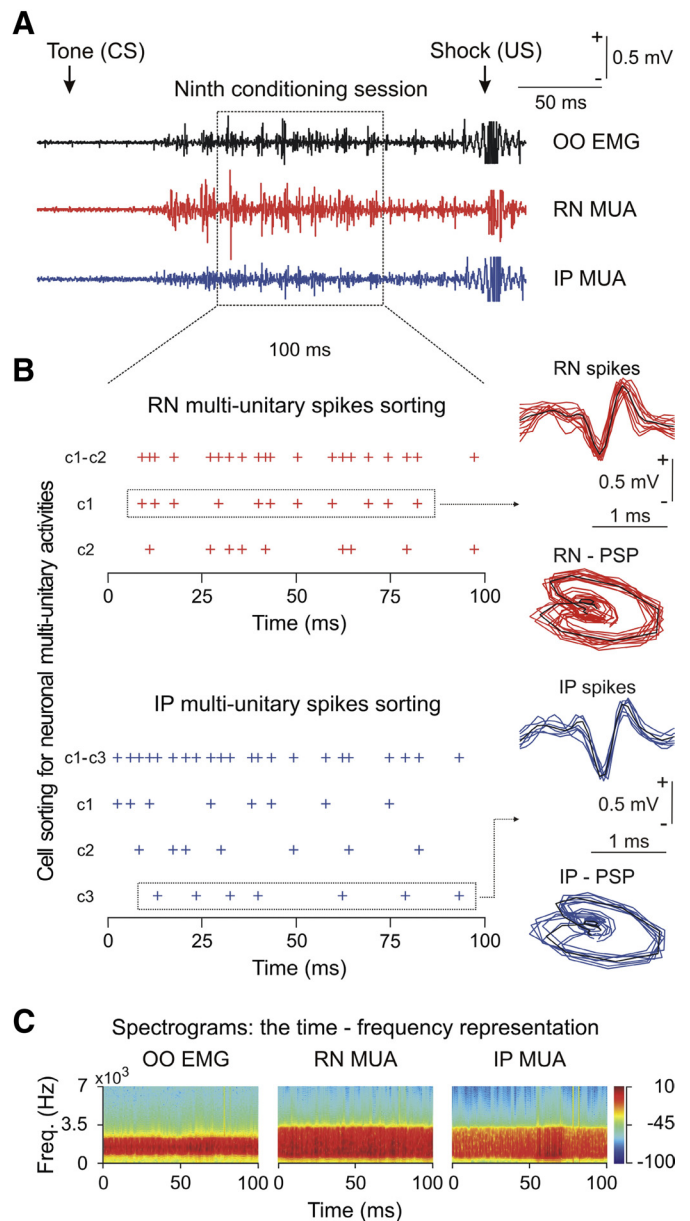 A
Tone (CS)
Shock (US)
+
-
0.5 mV
50 ms
Ninth conditioning session
OO EMG
RN MUA
IP MUA
100 ms
B
Cell sorting for neuronal multi-unitary activities
RN multi-unitary spikes sorting
c1-c2
c1
c2
0 25 50 75 100
Time (ms)
RN spikes
+
-
0.5 mV
1 ms
RN - PSP
IP multi-unitary spikes sorting
c1-c3
c1
c2
c3
0 25 50 75 100
Time (ms)
IP spikes
+
-
0.5 mV
1 ms
IP - PSP
C
Spectrograms: the time - frequency representation
OO EMG RN MUA IP MUA
x10³
Freq. (Hz)
7
3.5
0
0 50 100 0 50 100 0 50 100
Time (ms)
10
-45
-100